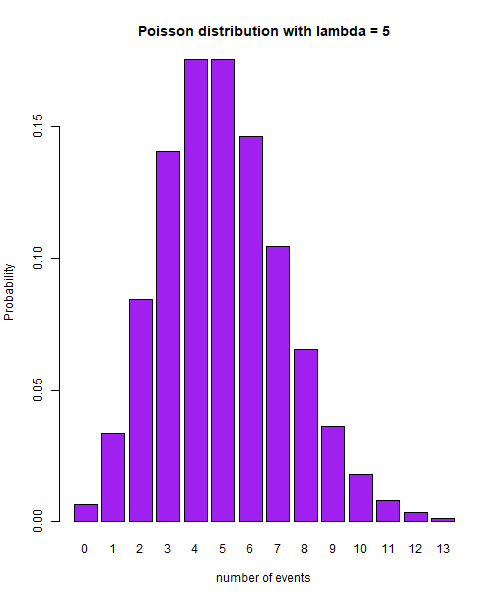 Poisson distribution with lambda = 5
Probability
0.15
0.10
0.05
0.00
0 1 2 3 4 5 6 7 8 9 10 11 12 13
number of events